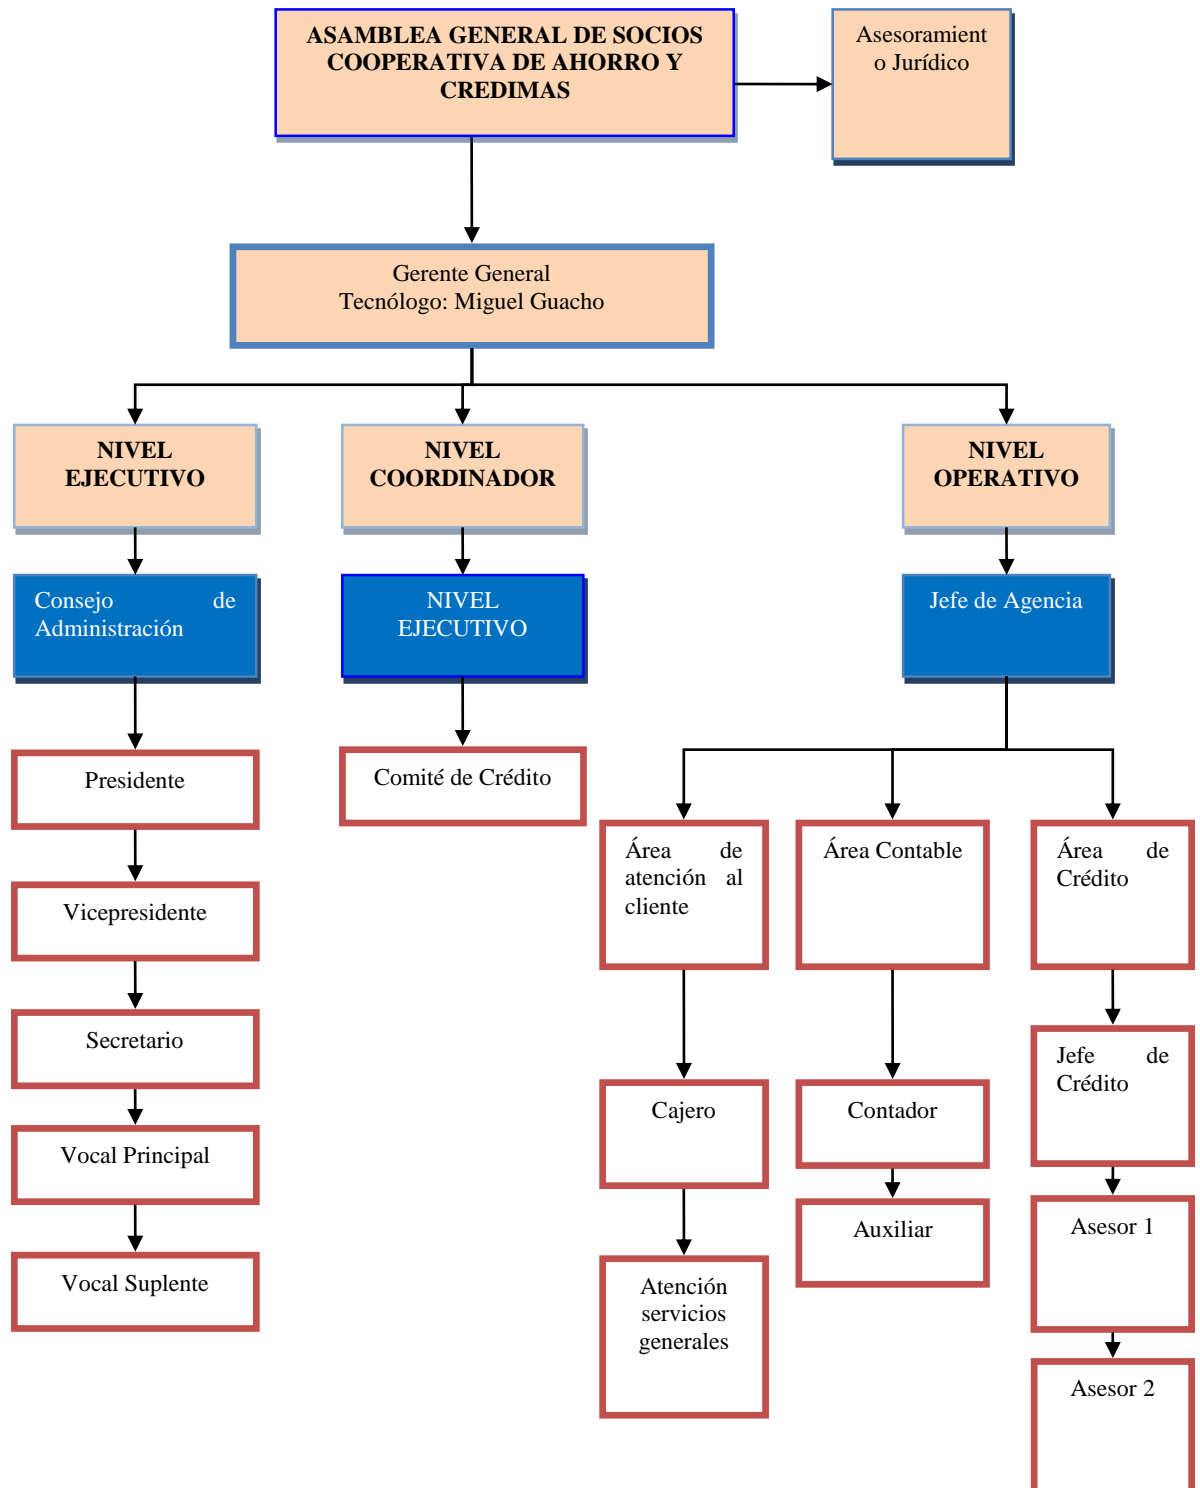 ASAMBLEA GENERAL DE SOCIOS
COOPERATIVA DE AHORRO Y
CREDIMAS
Asesoramient
o Jurídico
Gerente General
Tecnólogo: Miguel Guacho
NIVEL
EJECUTIVO
NIVEL
COORDINADOR
NIVEL
OPERATIVO
Consejo de
Administración
NIVEL
EJECUTIVO
Jefe de Agencia
Presidente
Comité de Crédito
Área de
atención al
cliente
Área Contable
Área de
Crédito
Vicepresidente
Secretario
Jefe de
Crédito
Cajero
Contador
Vocal Principal
Auxiliar
Asesor 1
Vocal Suplente
Atención
servicios
generales
Asesor 2